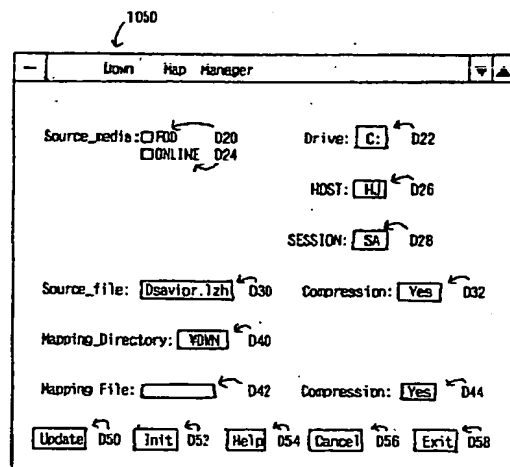 1050
Down Map Manager
Source_media: FDD D20 Drive: C: D22
ONLINE D24
HOST: HJ D26
SESSION: SA D28
Source_file: Dsavior.lzh D30 Compression: Yes D32
Mapping_Directory: ¥DWN D40
Mapping File: D42 Compression: Yes D44
Update D50 Init D52 Help D54 Cancel D56 Exit D58